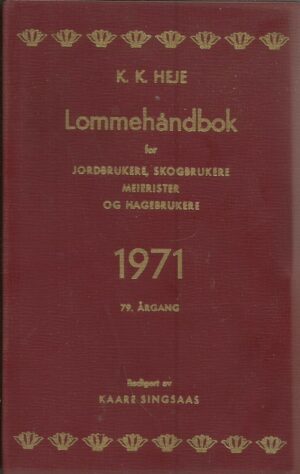 K. K. HEJE
Lommehåndbok
for
JORDBRUKERE, SKOGBRUKERE
MEIERISTER
OG HAGEBRUKERE
1971
79. ÅRGANG
Redigert av
KAARE SINGSAAS